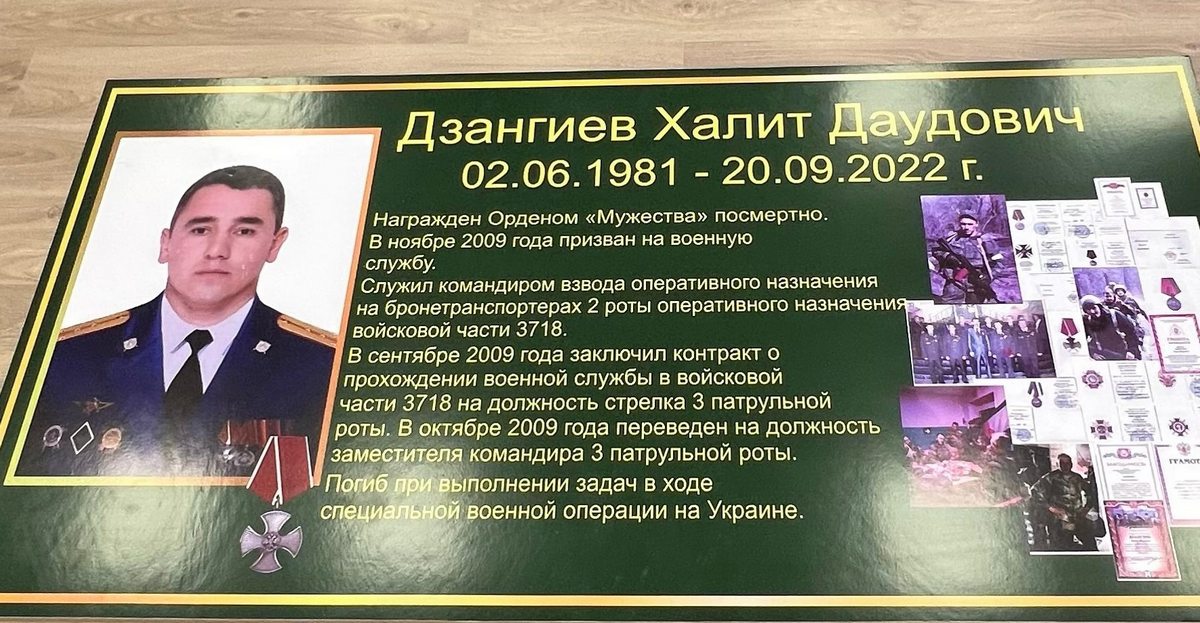 Дзангиев Халит Даудович
02.06.1981 - 20.09.2022 г.
Награжден Орденом «Мужества» посмертно.
В ноябре 2009 года призван на военную
службу.
Служил командиром взвода оперативного назначения
на бронетранспортерах 2 роты оперативного назначения
войсковой части 3718.
В сентябре 2009 года заключил контракт о
прохождении военной службы в войсковой
части 3718 на должность стрелка 3 патрульной
роты. В октябре 2009 года переведен на должность
заместителя командира 3 патрульной роты.
Погиб при выполнении задач в ходе
специальной военной операции на Украине.